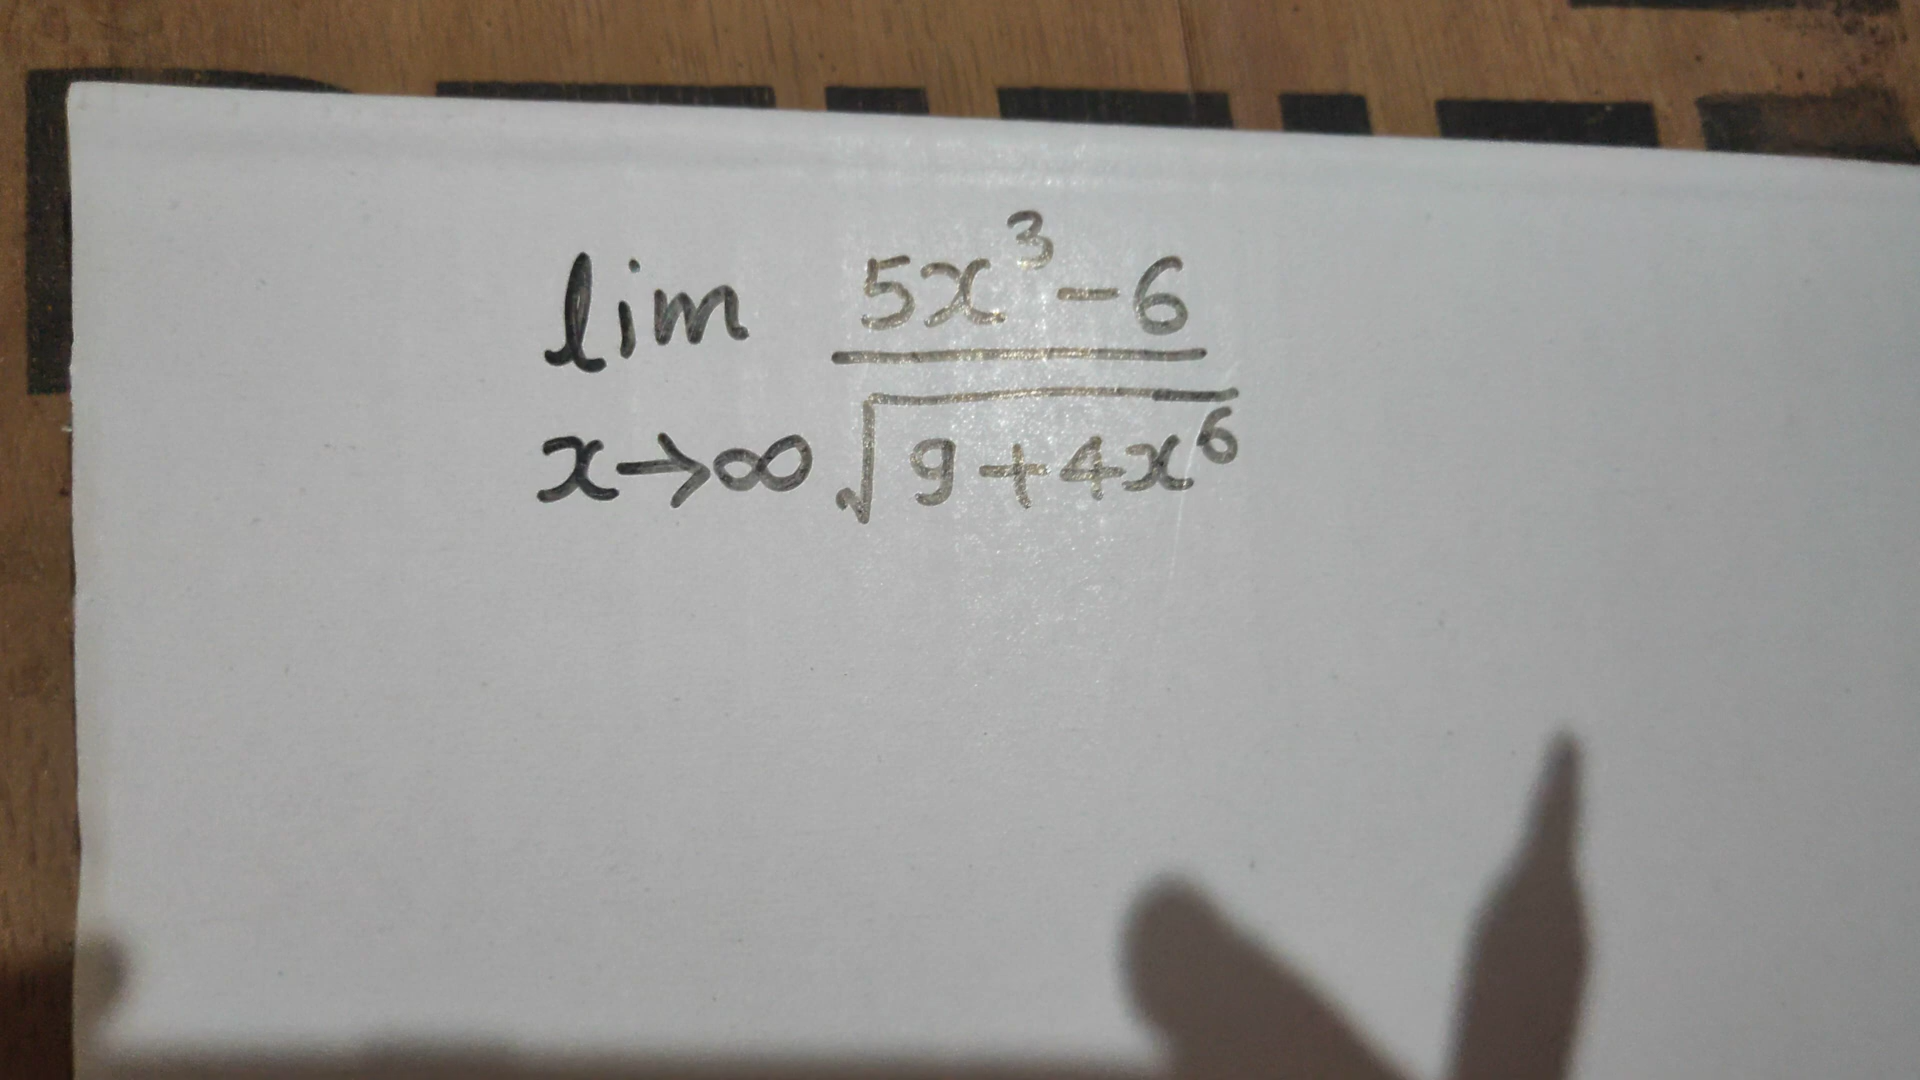 lim (5x³ - 6) / √(9 + 4x⁶)
x→∞